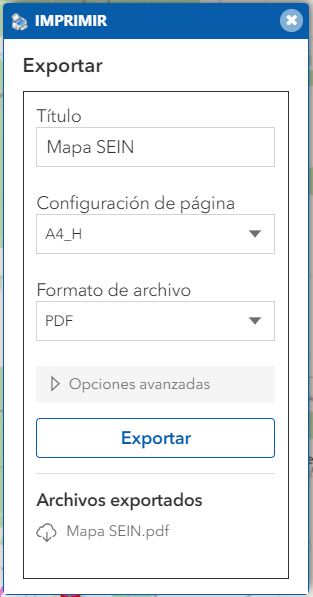 IMPRIMIR
Exportar
Título
Mapa SEIN
Configuración de página
A4_H
Formato de archivo
PDF
Opciones avanzadas
Exportar
Archivos exportados
Mapa SEIN.pdf